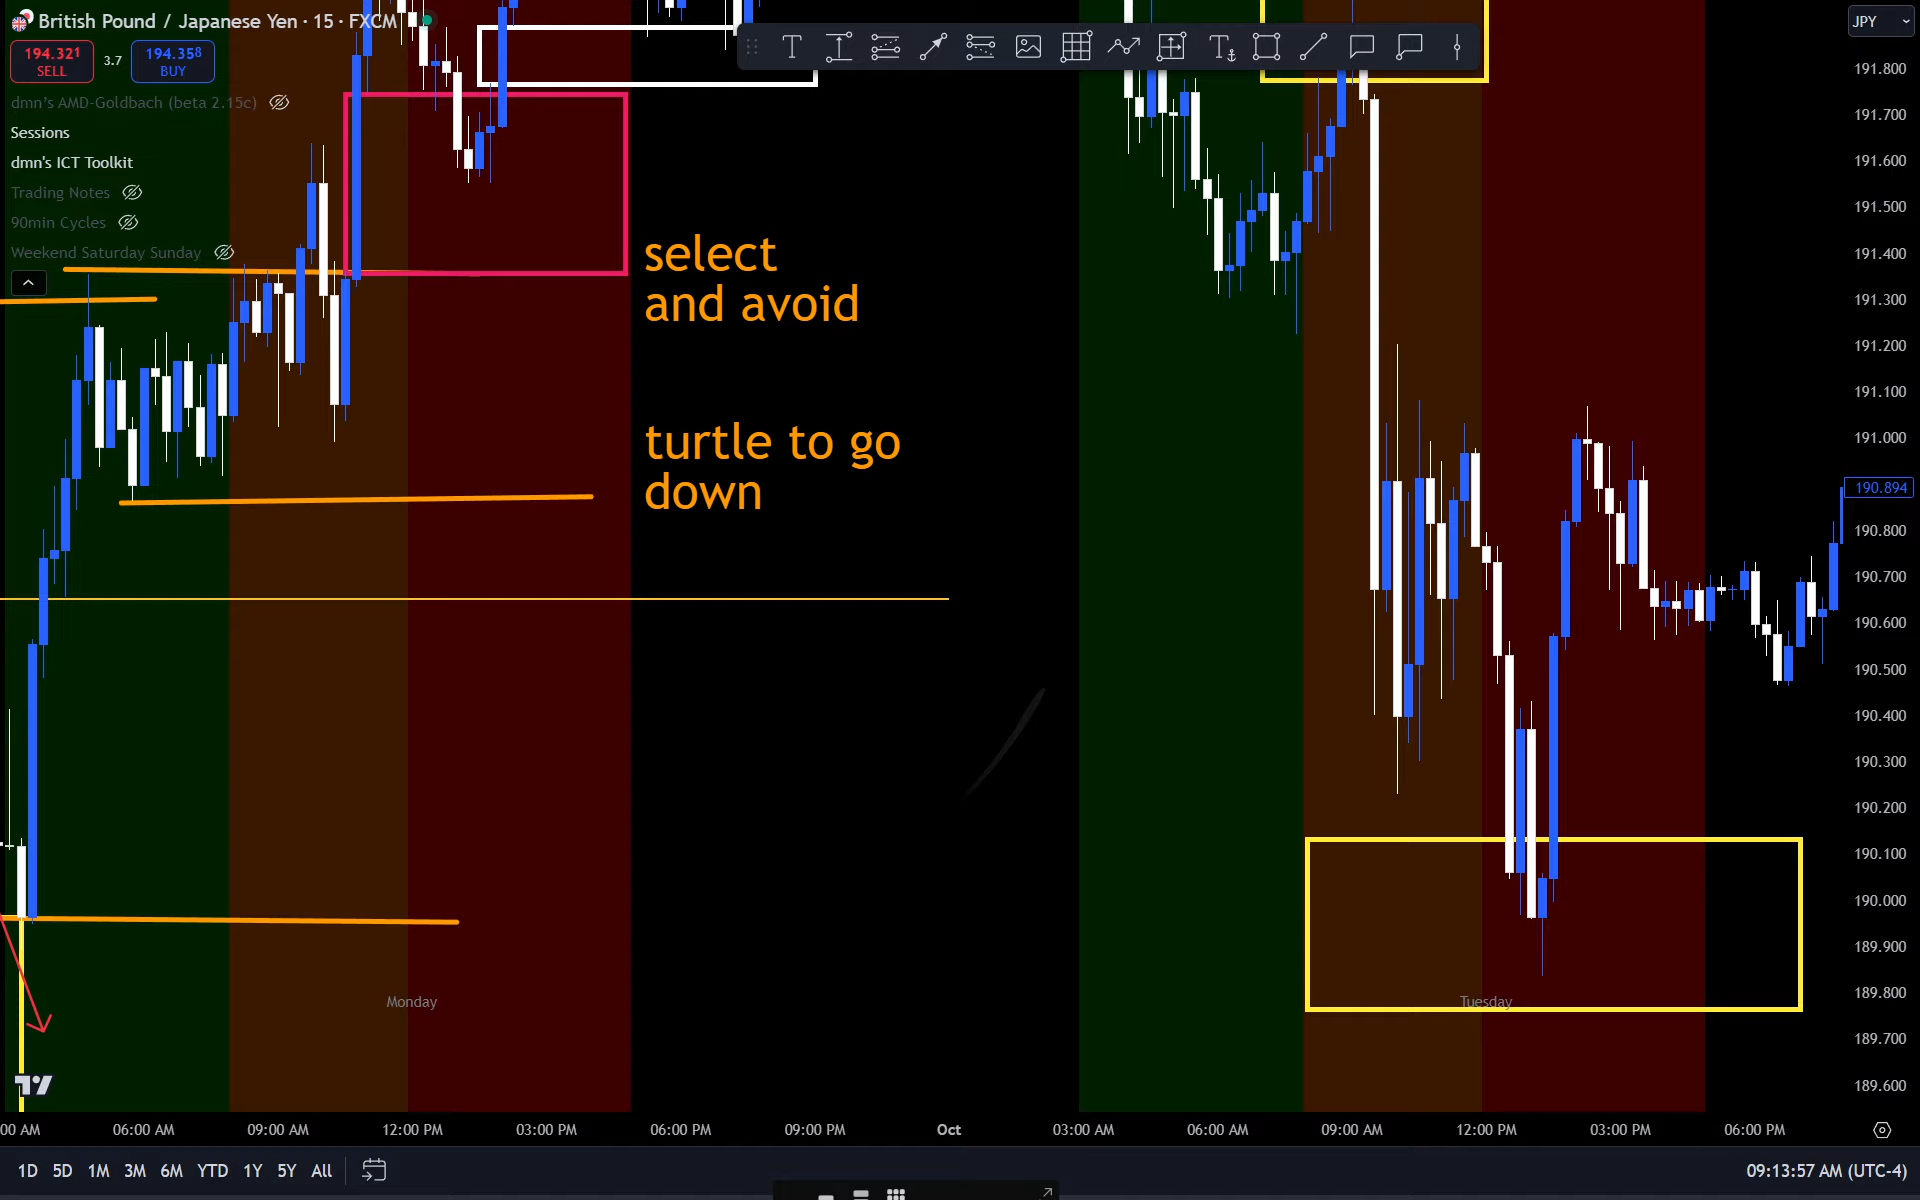 British Pound / Japanese Yen · 15 · FXCM
JPY
194.321
SELL
3.7
194.358
BUY
dmn's AMD-Goldbach (beta 2.15c)
Sessions
dmn's ICT Toolkit
Trading Notes
90min Cycles
Weekend Saturday Sunday
select
and avoid
turtle to go
down
191.800
191.700
191.600
191.500
191.400
191.300
191.200
191.100
191.000
190.894
190.800
190.700
190.600
190.500
190.400
190.300
190.200
190.100
190.000
189.900
189.800
189.700
189.600
Monday
Tuesday
00 AM
06:00 AM
09:00 AM
12:00 PM
03:00 PM
06:00 PM
09:00 PM
Oct
03:00 AM
06:00 AM
09:00 AM
12:00 PM
03:00 PM
06:00 PM
1D 5D 1M 3M 6M YTD 1Y 5Y All
09:13:57 AM (UTC-4)